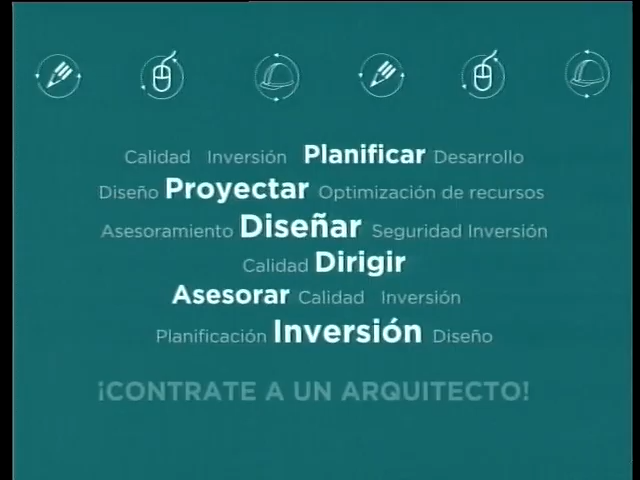 Calidad Inversión Planificar Desarrollo
Diseño Proyectar Optimización de recursos
Asesoramiento Diseñar Seguridad Inversión
Calidad Dirigir
Asesorar Calidad Inversión
Planificación Inversión Diseño
¡CONTRATE A UN ARQUITECTO!